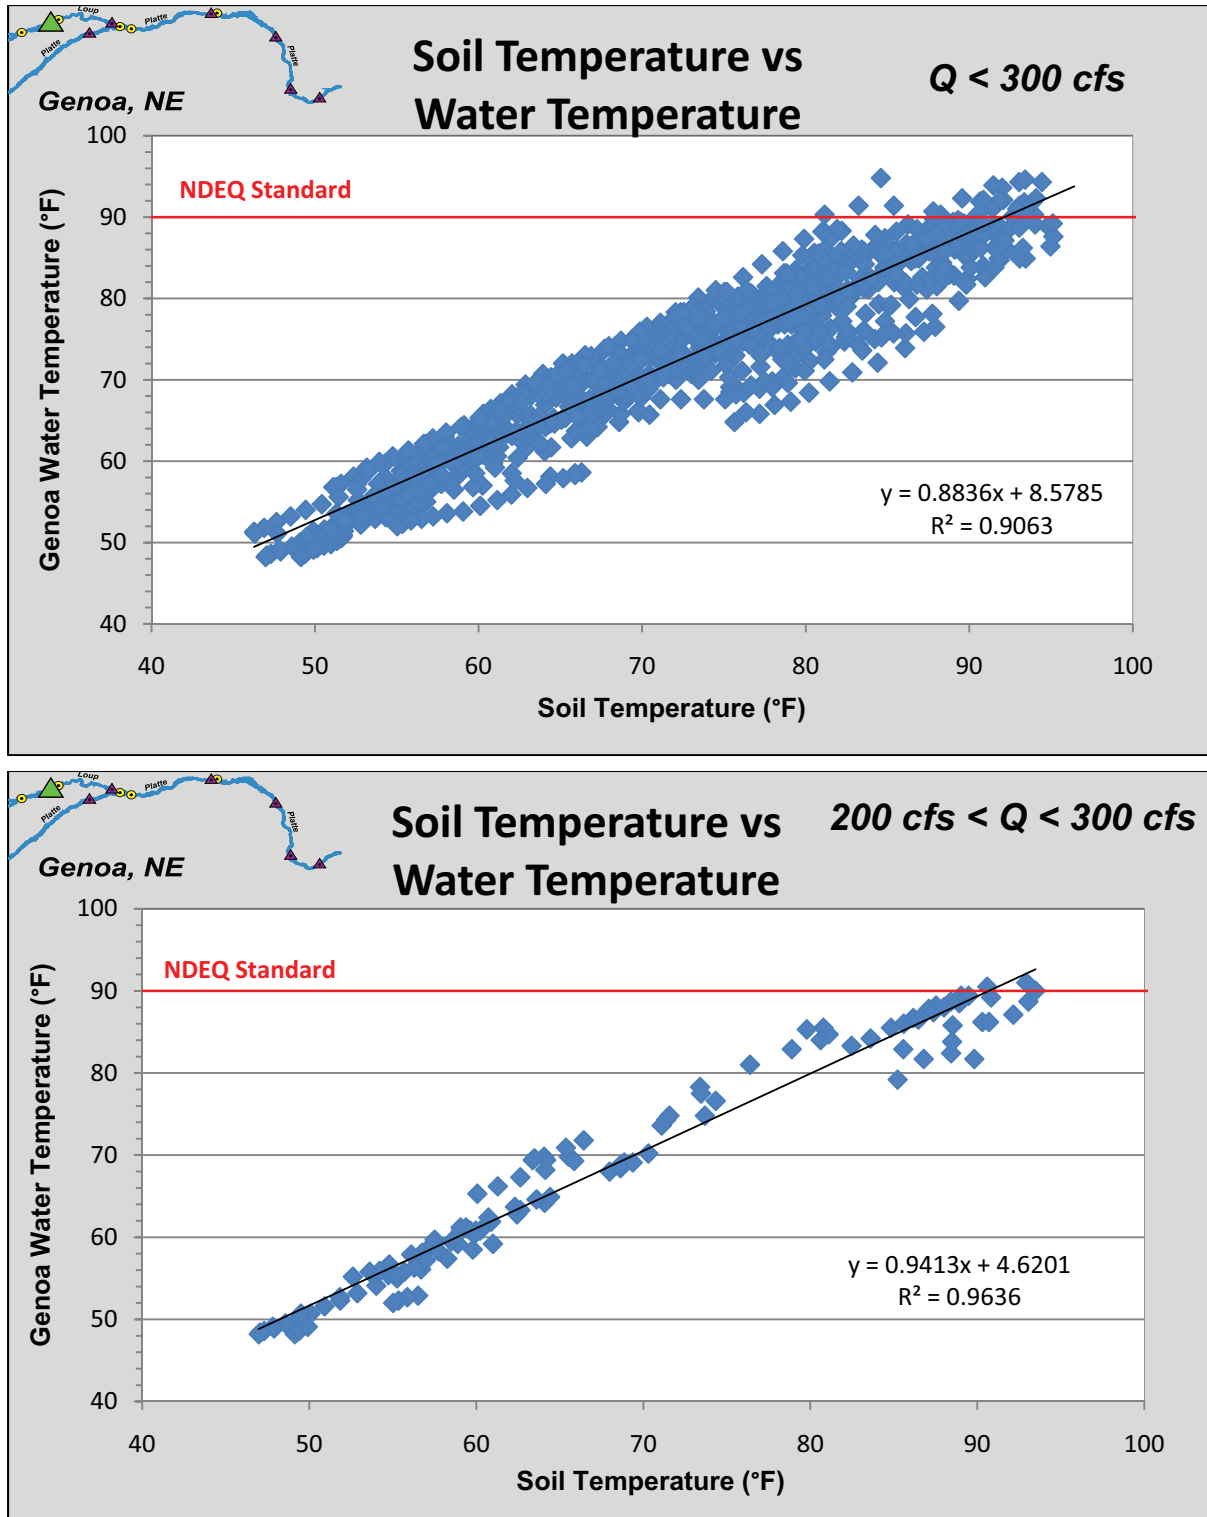 Loup
Platte
Platte
Platte
Genoa, NE
Soil Temperature vs
Water Temperature
Q < 300 cfs
NDEQ Standard
100
90
80
70
60
50
40
Genoa Water Temperature (°F)
y = 0.8836x + 8.5785
R² = 0.9063
40 50 60 70 80 90 100
Soil Temperature (°F)
Loup
Platte
Platte
Platte
Genoa, NE
Soil Temperature vs
Water Temperature
200 cfs < Q < 300 cfs
NDEQ Standard
100
90
80
70
60
50
40
Genoa Water Temperature (°F)
y = 0.9413x + 4.6201
R² = 0.9636
40 50 60 70 80 90 100
Soil Temperature (°F)